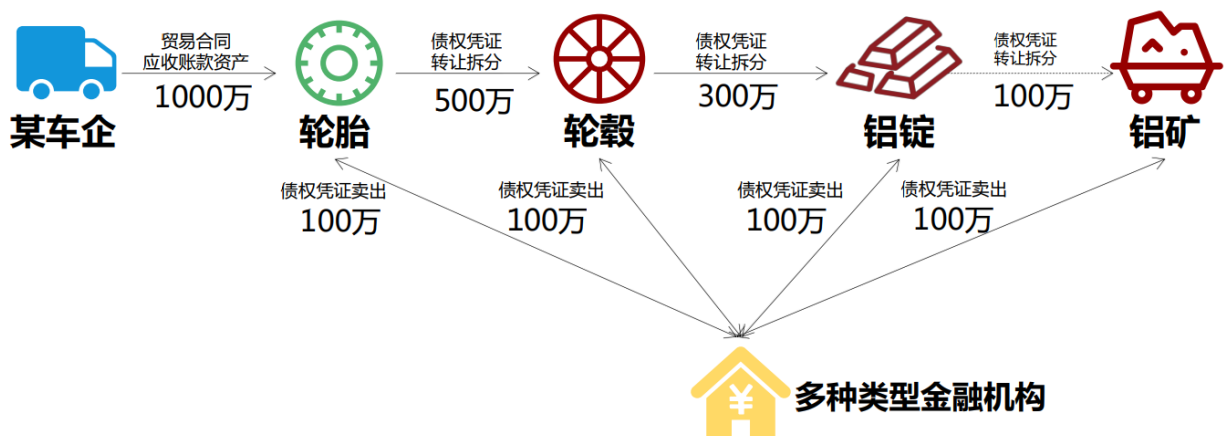 贸易合同
应收账款资产
1000万
债权凭证
转让拆分
500万
债权凭证
转让拆分
300万
债权凭证
转让拆分
100万
某车企
轮胎
轮毂
铝锭
铝矿
债权凭证卖出
100万
债权凭证卖出
100万
债权凭证卖出
100万
债权凭证卖出
100万
¥
多种类型金融机构